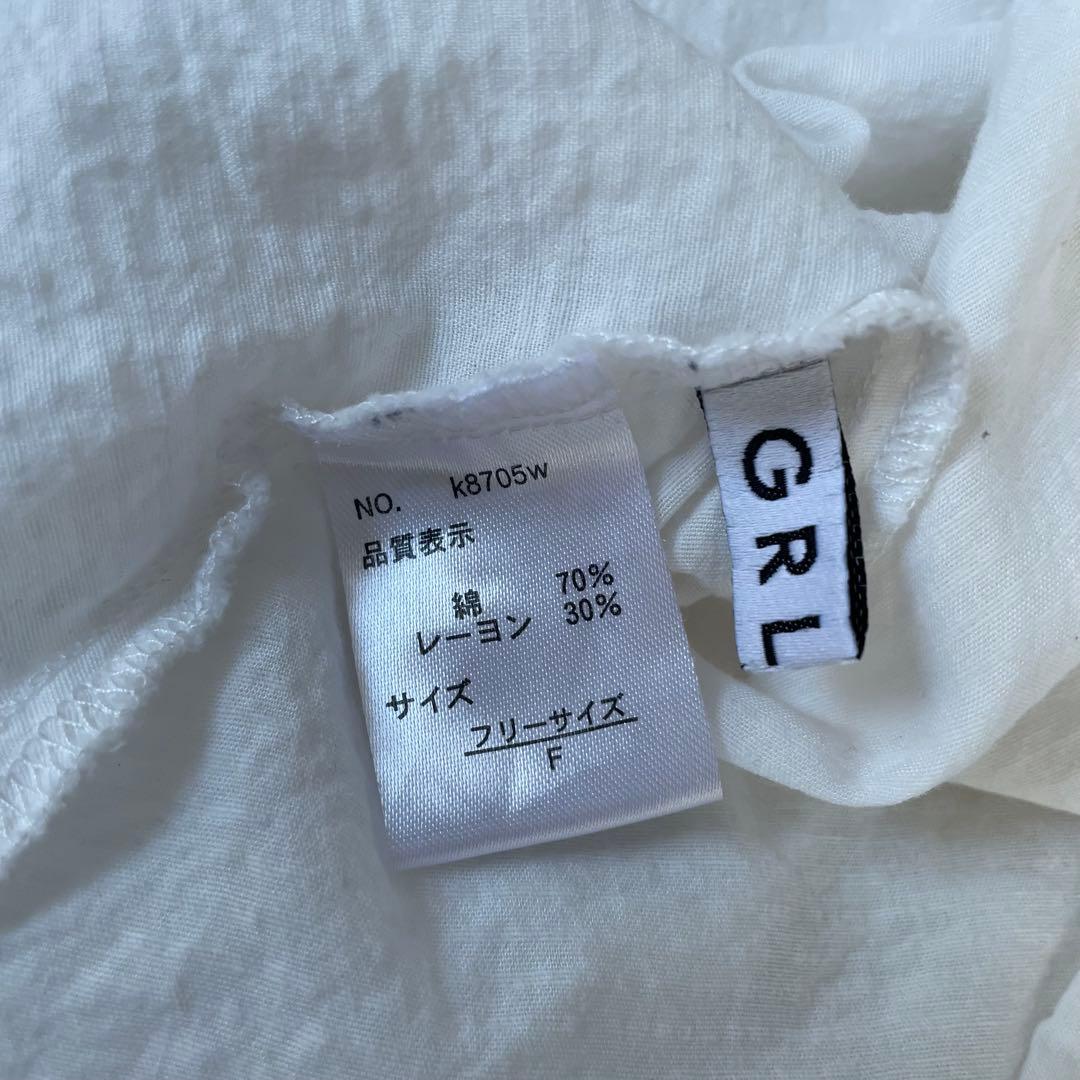 NO. k8705w
品質表示
綿 70%
レーヨン 30%
サイズ
フリーサイズ
F
GRL